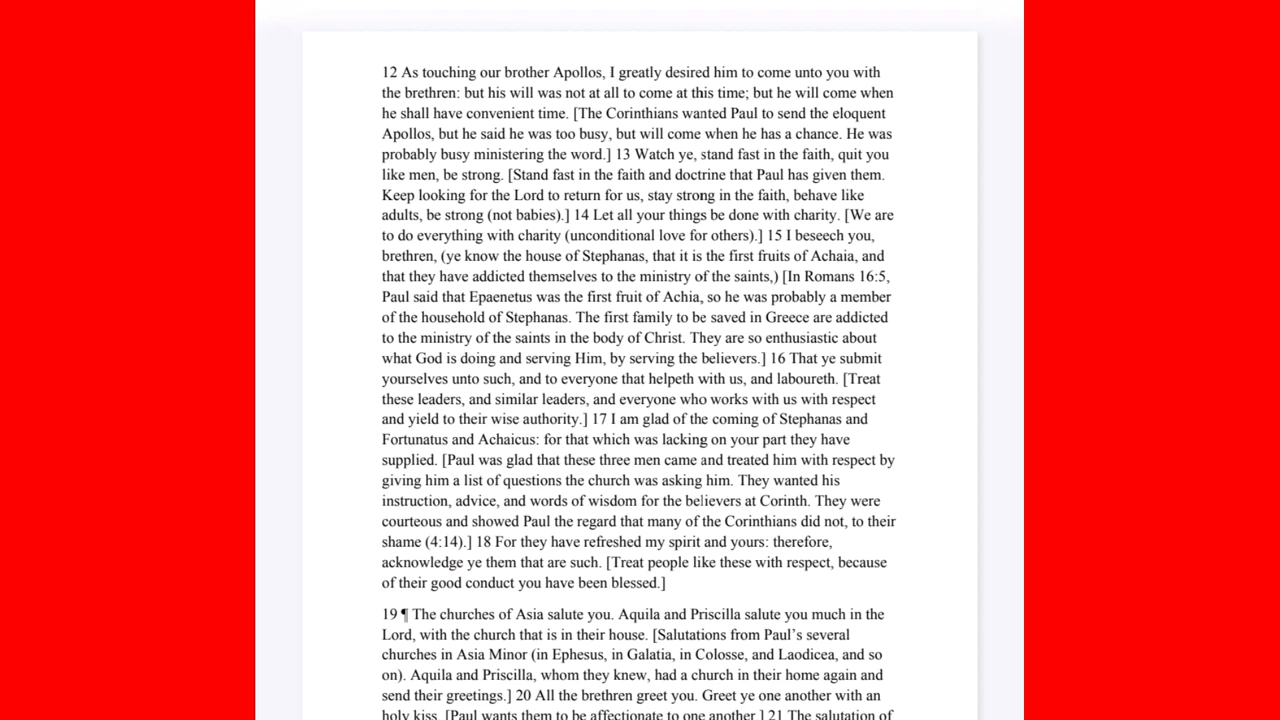 12 As touching our brother Apollos, I greatly desired him to come unto you with
the brethren: but his will was not at all to come at this time; but he will come when
he shall have convenient time. [The Corinthians wanted Paul to send the eloquent
Apollos, but he said he was too busy, but will come when he has a chance. He was
probably busy ministering the word.] 13 Watch ye, stand fast in the faith, quit you
like men, be strong. [Stand fast in the faith and doctrine that Paul has given them.
Keep looking for the Lord to return for us, stay strong in the faith, behave like
adults, be strong (not babies).] 14 Let all your things be done with charity. [We are
to do everything with charity (unconditional love for others).] 15 I beseech you,
brethren, (ye know the house of Stephanas, that it is the first fruits of Achaia, and
that they have addicted themselves to the ministry of the saints,) [In Romans 16:5,
Paul said that Epaenetus was the first fruit of Achia, so he was probably a member
of the household of Stephanas. The first family to be saved in Greece are addicted
to the ministry of the saints in the body of Christ. They are so enthusiastic about
what God is doing and serving Him, by serving the believers.] 16 That ye submit
yourselves unto such, and to everyone that helpeth with us, and laboureth. [Treat
these leaders, and similar leaders, and everyone who works with us with respect
and yield to their wise authority.] 17 I am glad of the coming of Stephanas and
Fortunatus and Achaicus: for that which was lacking on your part they have
supplied. [Paul was glad that these three men came and treated him with respect by
giving him a list of questions the church was asking him. They wanted his
instruction, advice, and words of wisdom for the believers at Corinth. They were
courteous and showed Paul the regard that many of the Corinthians did not, to their
shame (4:14).] 18 For they have refreshed my spirit and yours: therefore,
acknowledge ye them that are such. [Treat people like these with respect, because
of their good conduct you have been blessed.]
19 ¶ The churches of Asia salute you. Aquila and Priscilla salute you much in the
Lord, with the church that is in their house. [Salutations from Paul’s several
churches in Asia Minor (in Ephesus, in Galatia, in Colosse, and Laodicea, and so
on). Aquila and Priscilla, whom they knew, had a church in their home again and
send their greetings.] 20 All the brethren greet you. Greet ye one another with an
holy kiss. [Paul wants them to be affectionate to one another.] 21 The salutation of